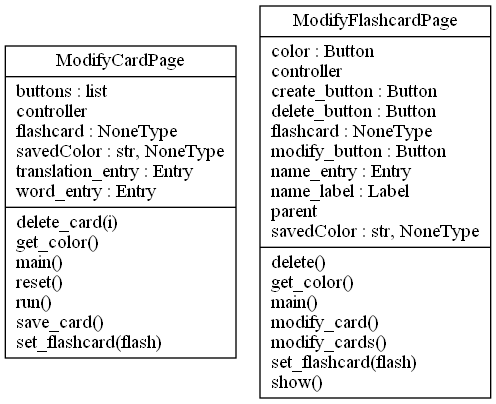 ModifyCardPage
buttons : list
controller
flashcard : NoneType
savedColor : str, NoneType
translation_entry : Entry
word_entry : Entry
delete_card(i)
get_color()
main()
reset()
run()
save_card()
set_flashcard(flash)
ModifyFlashcardPage
color : Button
controller
create_button : Button
delete_button : Button
flashcard : NoneType
modify_button : Button
name_entry : Entry
name_label : Label
parent
savedColor : str, NoneType
delete()
get_color()
main()
modify_card()
modify_cards()
set_flashcard(flash)
show()